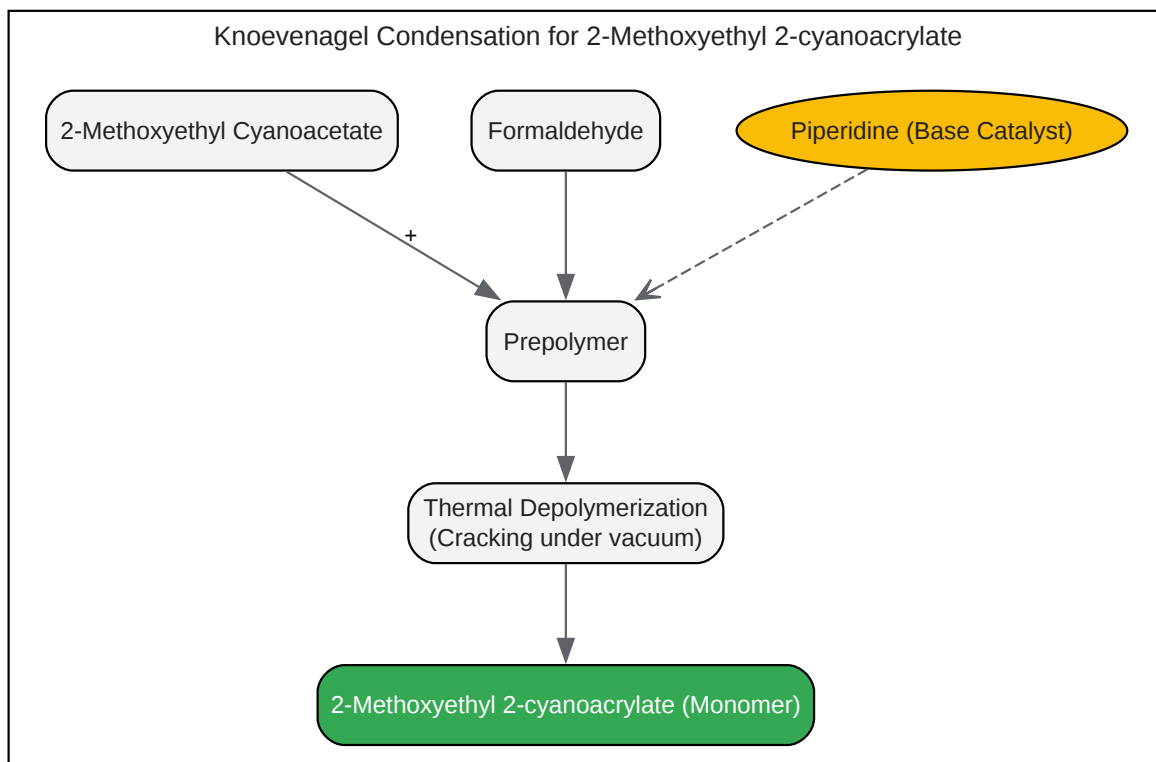 Knoevenagel Condensation for 2-Methoxyethyl 2-cyanoacrylate
2-Methoxyethyl Cyanoacetate
Formaldehyde
Piperidine (Base Catalyst)
+
Prepolymer
Thermal Depolymerization
(Cracking under vacuum)
2-Methoxyethyl 2-cyanoacrylate (Monomer)